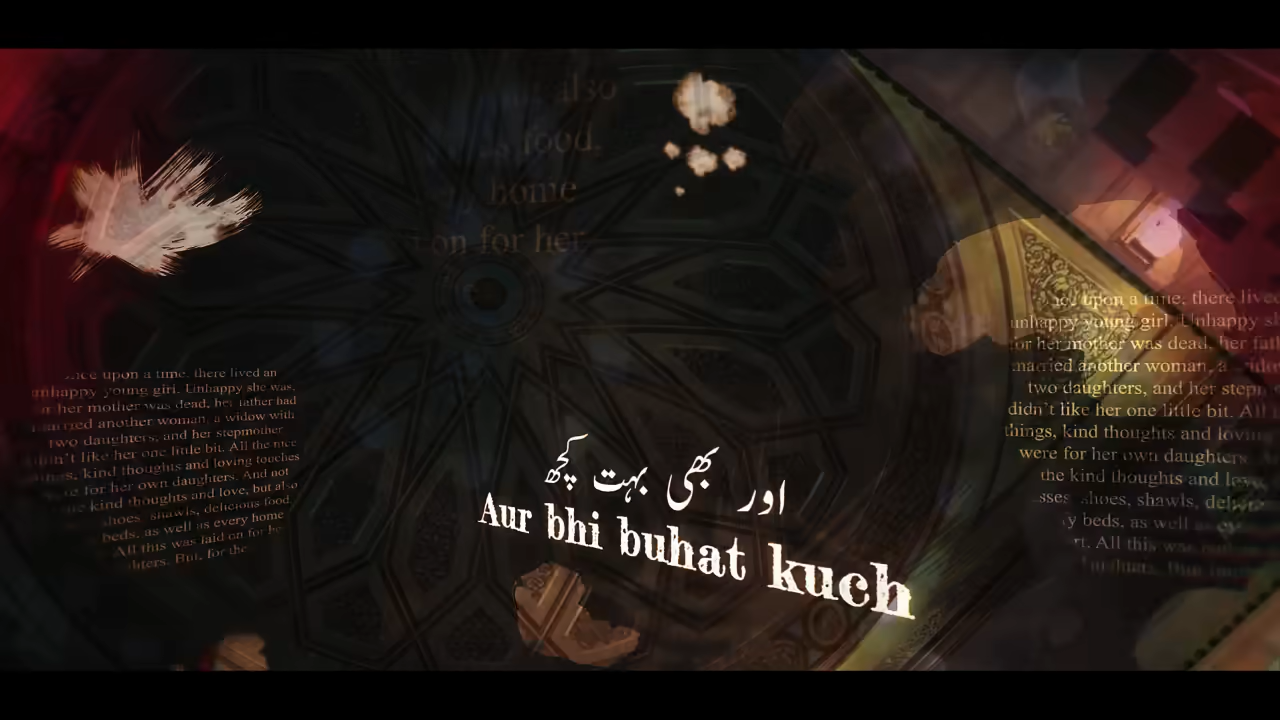 also
food,
home
on for her
upon a time, there lived an
unhappy young girl. Unhappy she was,
for her mother was dead, her father had
married another woman, a widow with
two daughters, and her stepmother
didn't like her one little bit. All the nice
things, kind thoughts and loving touches
were for her own daughters. And not
the kind thoughts and love, but also
shoes, shawls, delicious food,
beds, as well as every home
All this was laid on for her
But, for the
upon a time, there lived
unhappy young girl. Unhappy
for her mother was dead, her
married another woman, a
two daughters, and her
didn't like her one little bit. All
things, kind thoughts and loving
were for her own daughters.
the kind thoughts and
shoes, shawls,
beds, as well as
All this was
اور بھی بہت کچھ
Aur bhi buhat kuch